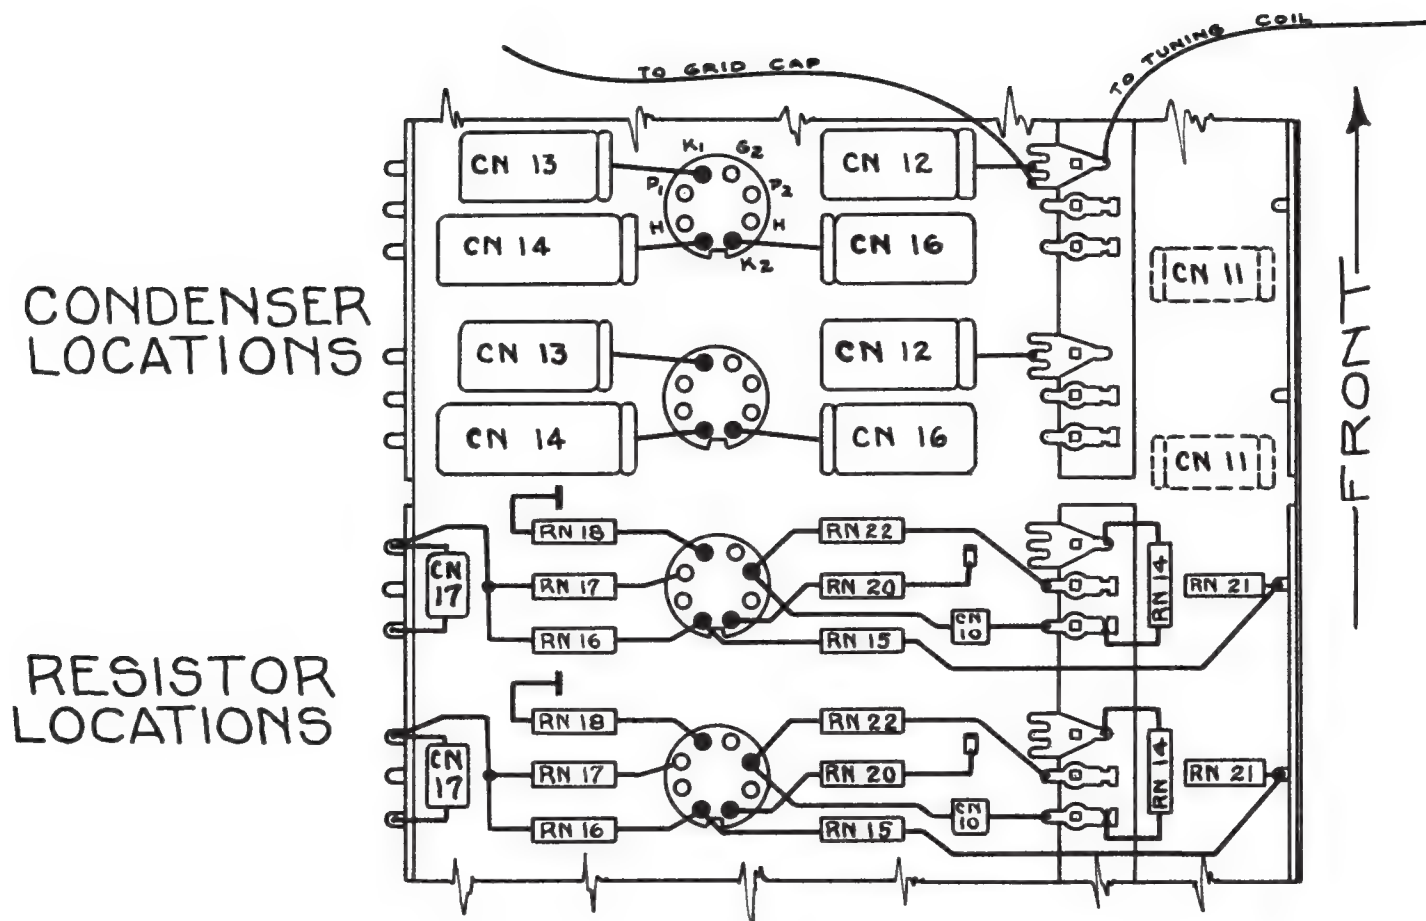 TO GRID CAP
TO TUNING COIL
CN 13
K1
G2
CN 12
P1
P2
H
H
CN 14
K2
CN 16
CN 11
CONDENSER
LOCATIONS
CN 13
CN 12
CN 14
CN 16
CN 11
FRONT
RN 18
RN 22
CN
17
RN 17
RN 20
RN 14
RN 21
CN
10
RN 16
RN 15
RESISTOR
LOCATIONS
RN 18
RN 22
CN
17
RN 17
RN 20
RN 14
RN 21
CN
10
RN 16
RN 15